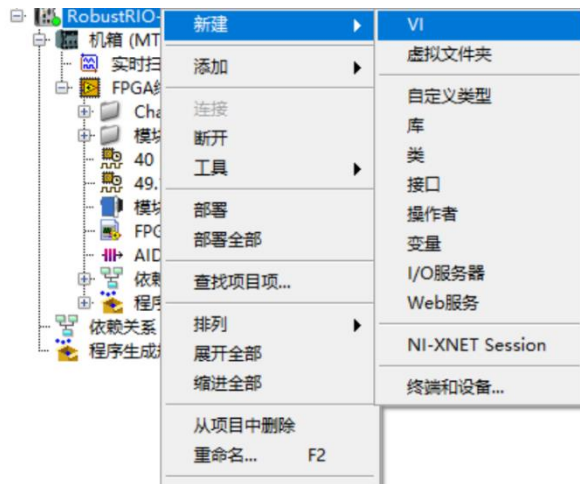 RobustRIO-
机箱 (MT
实时扫
FPGA终
Cha
模块
40
49.
模块
FPG
AID
依赖
程序
依赖关系
程序生成
新建
添加
连接
断开
工具
部署
部署全部
查找项目项...
排列
展开全部
缩进全部
从项目中删除
重命名... F2
VI
虚拟文件夹
自定义类型
库
类
接口
操作者
变量
I/O服务器
Web服务
NI-XNET Session
终端和设备...